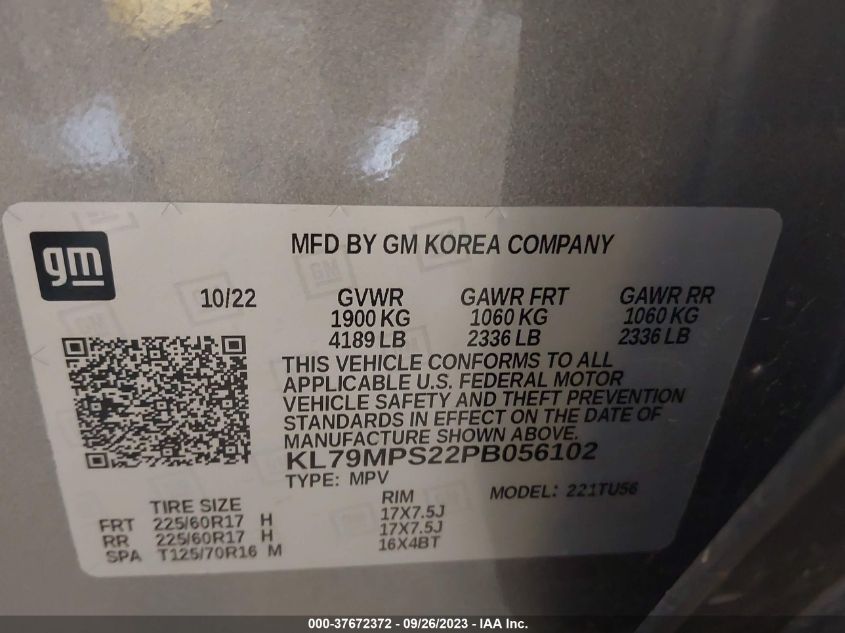 gm
MFD BY GM KOREA COMPANY
10/22 GVWR GAWR FRT GAWR RR
1900 KG 1060 KG 1060 KG
4189 LB 2336 LB 2336 LB
THIS VEHICLE CONFORMS TO ALL
APPLICABLE U.S. FEDERAL MOTOR
VEHICLE SAFETY AND THEFT PREVENTION
STANDARDS IN EFFECT ON THE DATE OF
MANUFACTURE SHOWN ABOVE.
KL79MPS22PB056102
TYPE: MPV MODEL: 221TU56
TIRE SIZE RIM
FRT 225/60R17 H 17X7.5J
RR 225/60R17 H 17X7.5J
SPA T125/70R16 M 16X4BT
000-37672372 / 09/26/2023 - IAA Inc.